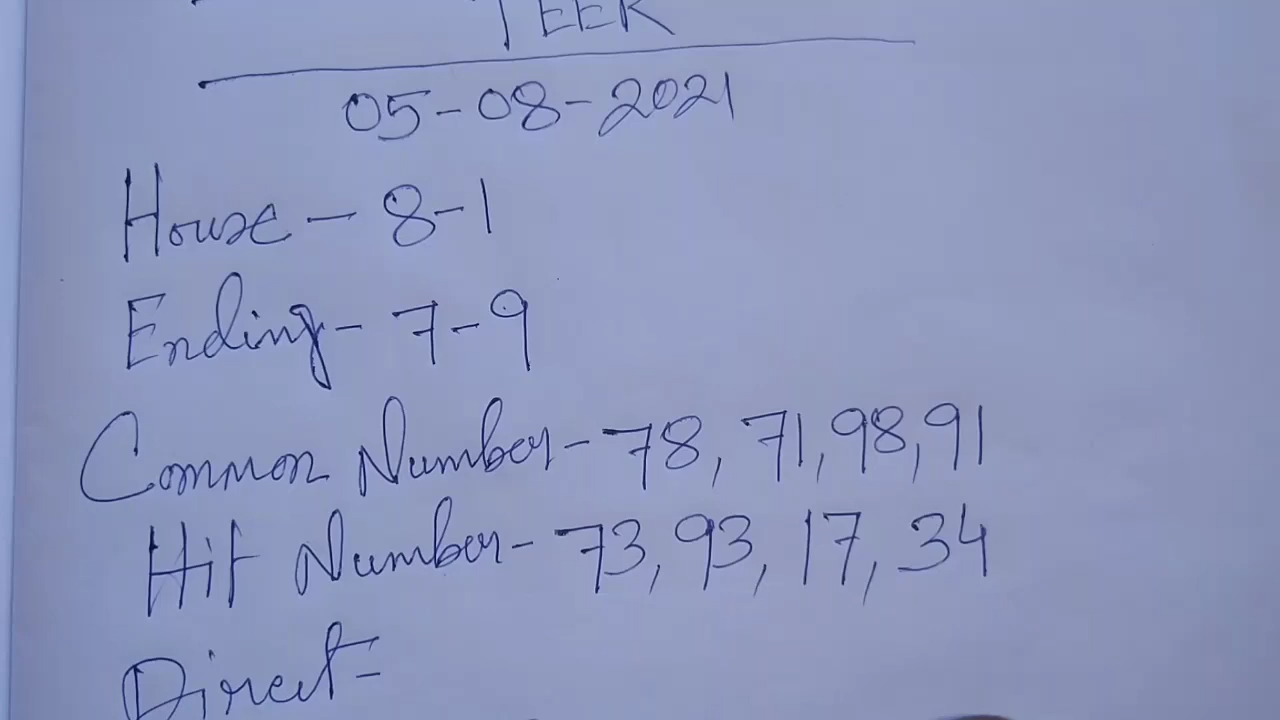 TEER
05-08-2021
House - 8-1
Ending - 7-9
Common Number - 78, 71, 98, 91
Hit Number - 73, 93, 17, 34
Direct =